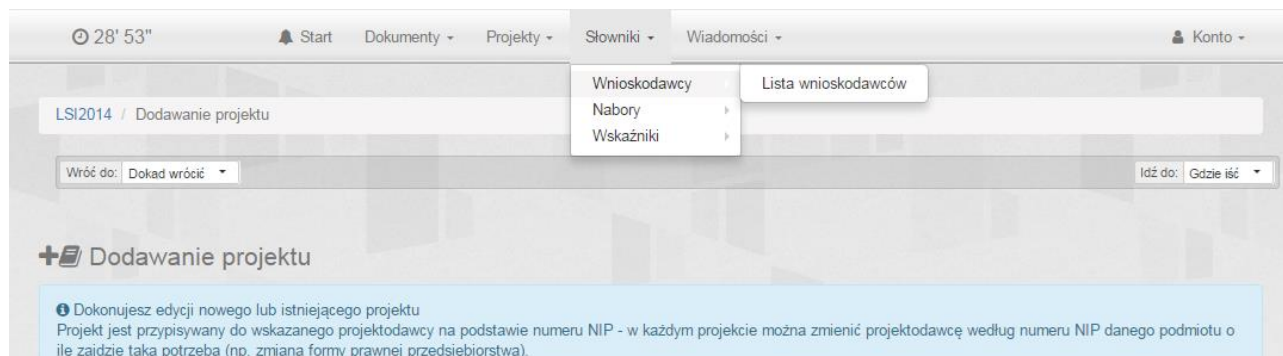 28' 53" Start Dokumenty Projekty Słowniki Wiadomości Konto
Wnioskodawcy Lista wnioskodawców
Nabory
Wskaźniki
LSI2014 / Dodawanie projektu
Wróć do: Dokad wrócić Idź do: Gdzie iść
Dodawanie projektu
Dokonujesz edycji nowego lub istniejącego projektu
Projekt jest przypisywany do wskazanego projektodawcy na podstawie numeru NIP - w każdym projekcie można zmienić projektodawcę według numeru NIP danego podmiotu o
ile zajdzie taka potrzeba (np. zmiana formy prawnej przedsiębiorstwa).